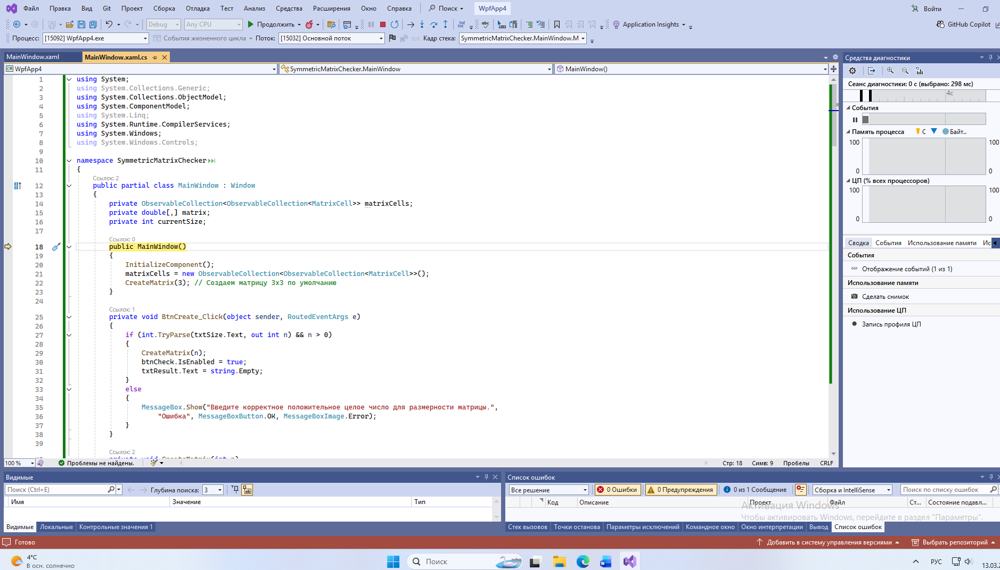 Файл Правка Вид Git Проект Сборка Отладка Тест Анализ Средства Расширения Окно Справка Поиск WpfApp4 Войти
Debug Any CPU Продолжить Application Insights GitHub Copilot
Процесс: [15092] WpfApp4.exe События жизненного цикла Поток: [15032] Основной поток Кадр стека: SymmetricMatrixChecker.MainWindow.M
MainWindow.xaml MainWindow.xaml.cs
WpfApp4 SymmetricMatrixChecker.MainWindow MainWindow()
1 using System;
2 using System.Collections.Generic;
3 using System.Collections.ObjectModel;
4 using System.ComponentModel;
5 using System.Linq;
6 using System.Runtime.CompilerServices;
7 using System.Windows;
8 using System.Windows.Controls;
9
10 namespace SymmetricMatrixChecker
11 {
Ссылок: 2
12 public partial class MainWindow : Window
13 {
14 private ObservableCollection<ObservableCollection<MatrixCell>> matrixCells;
15 private double[,] matrix;
16 private int currentSize;
17
Ссылок: 0
18 public MainWindow()
19 {
20 InitializeComponent();
21 matrixCells = new ObservableCollection<ObservableCollection<MatrixCell>>();
22 CreateMatrix(3); // Создаем матрицу 3x3 по умолчанию
23 }
24
Ссылок: 1
25 private void BtnCreate_Click(object sender, RoutedEventArgs e)
26 {
27 if (int.TryParse(txtSize.Text, out int n) && n > 0)
28 {
29 CreateMatrix(n);
30 btnCheck.IsEnabled = true;
31 txtResult.Text = string.Empty;
32 }
33 else
34 {
35 MessageBox.Show("Введите корректное положительное целое число для размерности матрицы.",
36 "Ошибка", MessageBoxButton.OK, MessageBoxImage.Error);
37 }
38 }
39
Ссылок: 2
private void CreateMatrix(int n)
100 % Проблемы не найдены. Стр: 18 Симв: 9 Пробелы CRLF
Средства диагностики
Сеанс диагностики: 0 с (выбрано: 298 мс)
4с
События
Память процесса С Байт...
100 100
0 0
ЦП (% всех процессоров)
100 100
0 0
Сводка События Использование памяти Ис
События
Отображение событий (1 из 1)
Использование памяти
Сделать снимок
Использование ЦП
Запись профиля ЦП
Видимые
Поиск (Ctrl+E) Глубина поиска: 3
Имя Значение Тип
Видимые Локальные Контрольные значения 1
Список ошибок
Все решение 0 Ошибки 0 Предупреждения 0 из 1 Сообщение Сборка и IntelliSense Поиск по списку ошибок
Код Описание Проект Файл Ст... Состояние подавл...
Активация Windows
Чтобы активировать Windows, перейдите в раздел "Параметры".
Стек вызовов Точки останова Параметры исключений Командное окно Окно интерпретации Вывод Список ошибок
Готово Добавить в систему управления версиями Выбрать репозиторий
4°C
В осн. солнечно
Поиск
РУС
13.03.2